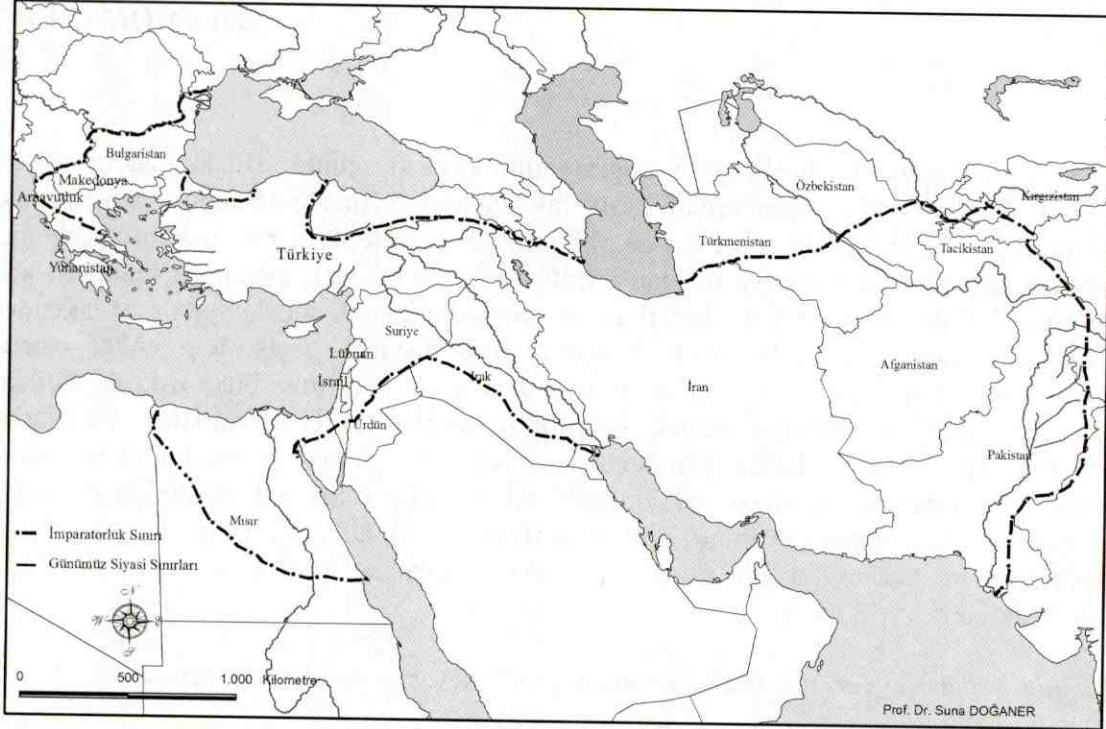 Bulgaristan
Makedonya
Arnavutluk
Yunanistan
Türkiye
Özbekistan
Kırgızistan
Türkmenistan
Tacikistan
Suriye
Lübnan
İsrail
Irak
Ürdün
İran
Afganistan
Pakistan
Mısır
İmparatorluk Sınırı
Günümüz Siyasi Sınırları
N
W
S
0 500 1.000 Kilometre
Prof. Dr. Suna DOĞANER